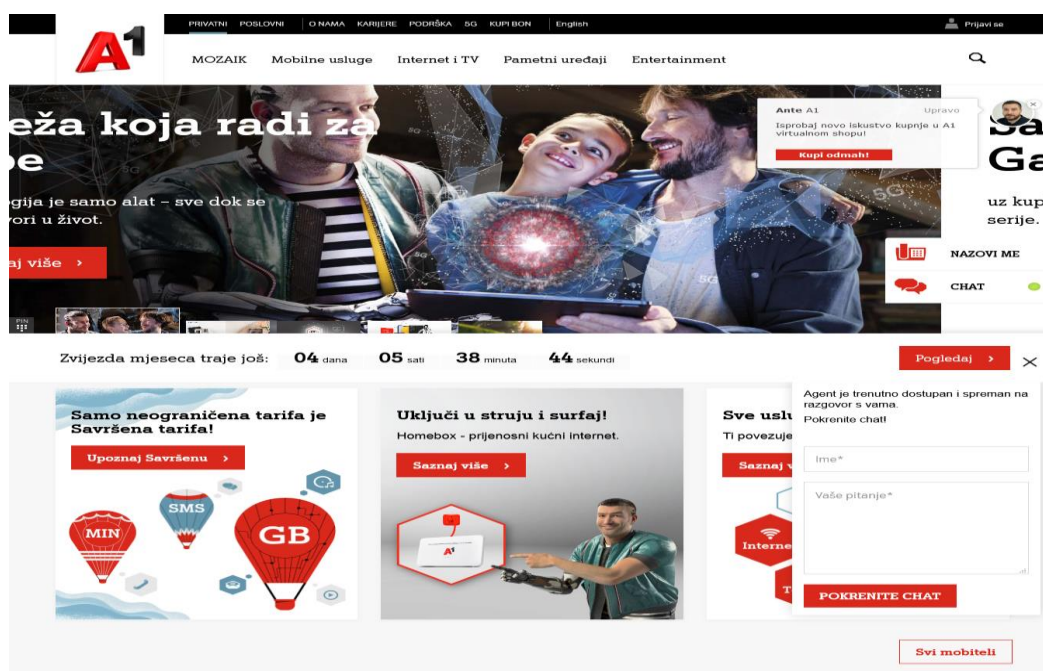 PRIVATNI POSLOVNI O NAMA KARIJERE PODRŠKA 5G KUPI BON English Prijavi se
A1
MOZAIK Mobilne usluge Internet i TV Pametni uređaji Entertainment
eža koja radi za
be
gija je samo alat – sve dok se
vori u život.
aj više
Ante A1 Upravo
Isprobaj novo iskustvo kupnje u A1
virtualnom shopu!
Kupi odmah!
Sa
Ga
uz kup
serije.
5G
5G
5G
NAZOVI ME
CHAT
PIN
Zvijezda mjeseca traje još: 04 dana 05 sati 38 minuta 44 sekundi
Pogledaj
Samo neograničena tarifa je
Savršena tarifa!
Upoznaj Savršenu
SMS
MIN
GB
Uključi u struju i surfaj!
Homebox - prijenosni kućni internet.
Saznaj više
A1
Sve uslu
Ti povezuje
Saznaj v
Interne
T
Agent je trenutno dostupan i spreman na
razgovor s vama.
Pokrenite chat!
Ime*
Vaše pitanje*
POKRENITE CHAT
Svi mobiteli